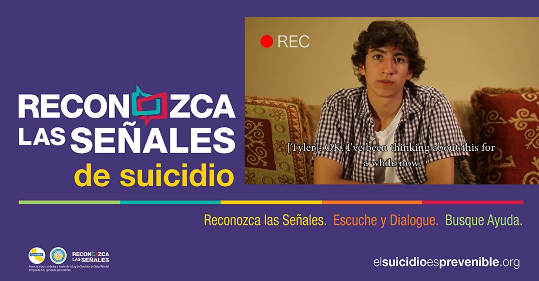 REC
RECONOZCA
LAS SEÑALES
de suicidio
[Tyler] - OK, I've been thinking about this for
a while now.
Reconozca las Señales. Escuche y Dialogue. Busque Ayuda.
RECONOZCA
LAS SEÑALES
elsuicidioesprevenible.org